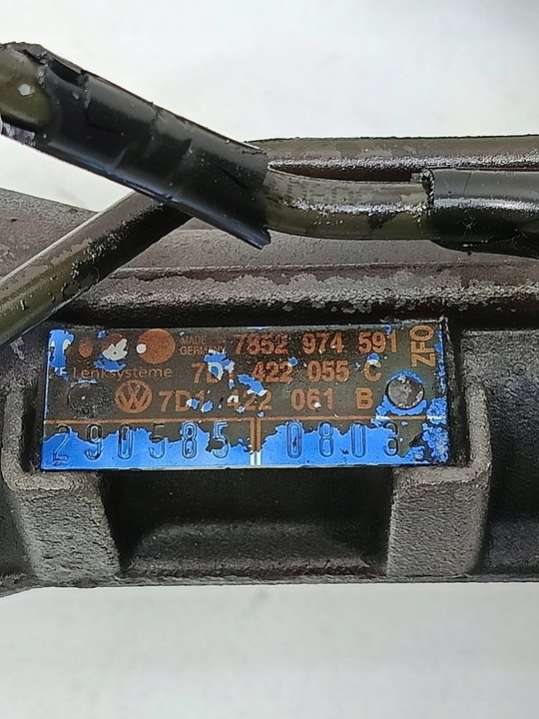 MADE IN GERMANY 7852 974 591
ZFO
Lenksysteme 7D1 422 055 C
7D1 422 061 B
290585 0803